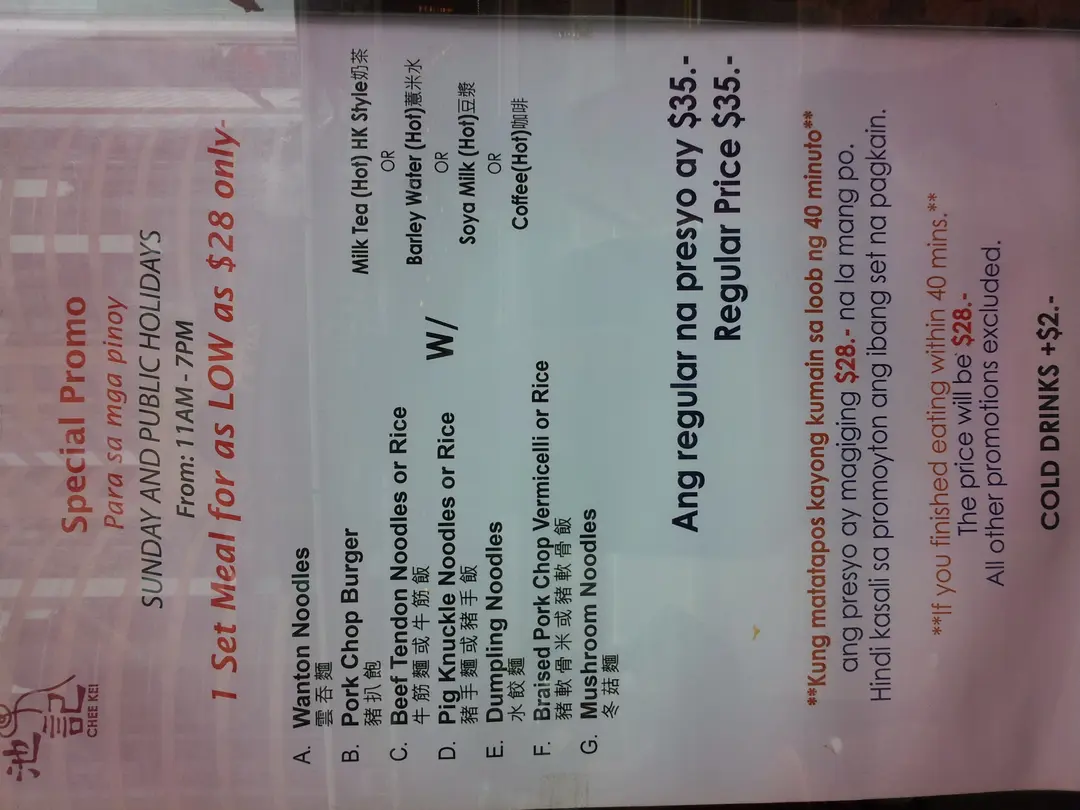 池記
CHEE KEI
Special Promo
Para sa mga pinoy
SUNDAY AND PUBLIC HOLIDAYS
From: 11AM - 7PM
1 Set Meal for as LOW as $28 only-
A. Wanton Noodles
雲吞麵
B. Pork Chop Burger
豬扒飽
C. Beef Tendon Noodles or Rice
牛筋麵或牛筋飯
D. Pig Knuckle Noodles or Rice
豬手麵或豬手飯
E. Dumpling Noodles
水餃麵
F. Braised Pork Chop Vermicelli or Rice
豬軟骨米或豬軟骨飯
G. Mushroom Noodles
冬菇麵
W/
Milk Tea (Hot) HK Style奶茶
OR
Barley Water (Hot)薏米水
OR
Soya Milk (Hot)豆漿
OR
Coffee(Hot)咖啡
Ang regular na presyo ay $35.-
Regular Price $35.-
**Kung matatapos kayong kumain sa loob ng 40 minuto**
ang presyo ay magiging $28.- na la mang po.
Hindi kasali sa promoyton ang ibang set na pagkain.
**If you finished eating within 40 mins.**
The price will be $28.-
All other promotions excluded.
COLD DRINKS +$2.-